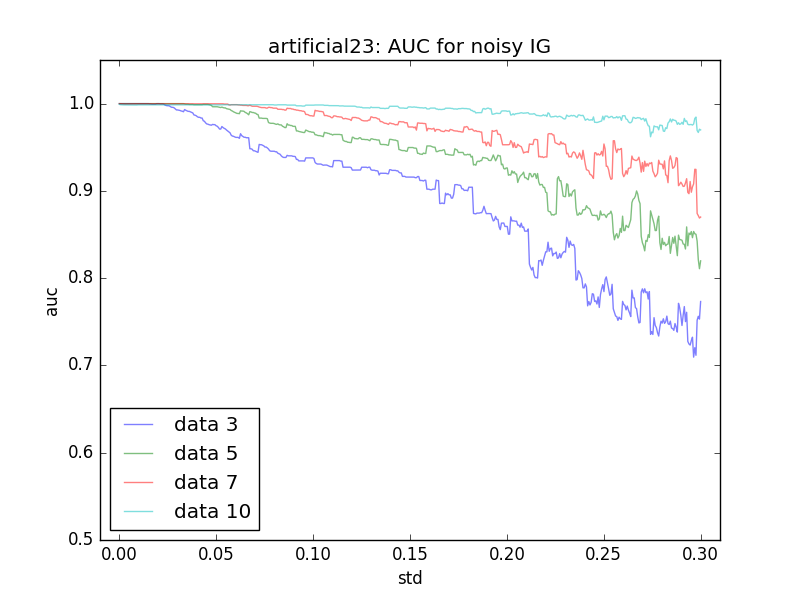 artificial23: AUC for noisy IG
auc
1.0
0.9
0.8
0.7
0.6
0.5
data 3
data 5
data 7
data 10
0.00 0.05 0.10 0.15 0.20 0.25 0.30
std